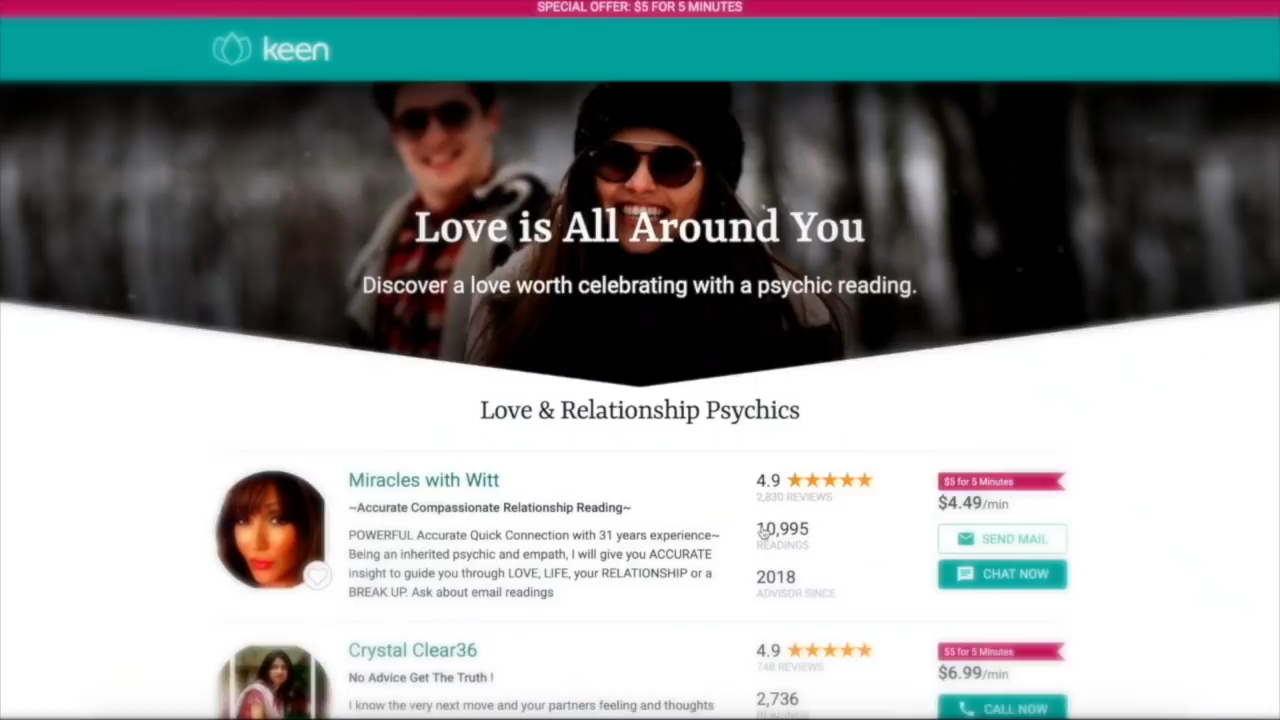 SPECIAL OFFER: $5 FOR 5 MINUTES
keen
Love is All Around You
Discover a love worth celebrating with a psychic reading.
Love & Relationship Psychics
Miracles with Witt
~Accurate Compassionate Relationship Reading~
POWERFUL Accurate Quick Connection with 31 years experience~
Being an inherited psychic and empath, I will give you ACCURATE
insight to guide you through LOVE, LIFE, your RELATIONSHIP or a
BREAK UP. Ask about email readings
4.9
2,830 REVIEWS
10,995
READINGS
2018
ADVISOR SINCE
$5 for 5 Minutes
$4.49/min
SEND MAIL
CHAT NOW
Crystal Clear36
No Advice Get The Truth !
I know the very next move and your partners feeling and thoughts
4.9
748 REVIEWS
2,736
$5 for 5 Minutes
$6.99/min
CALL NOW